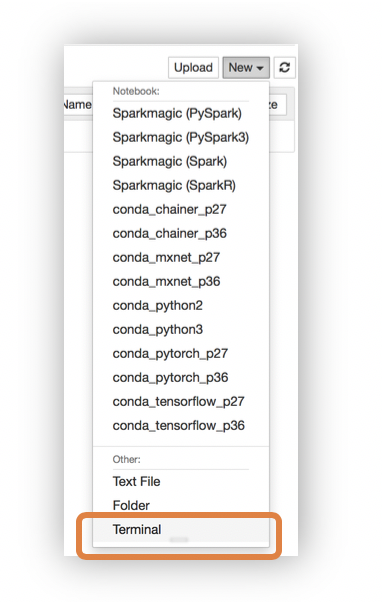 Upload New
Name ze
Notebook:
Sparkmagic (PySpark)
Sparkmagic (PySpark3)
Sparkmagic (Spark)
Sparkmagic (SparkR)
conda_chainer_p27
conda_chainer_p36
conda_mxnet_p27
conda_mxnet_p36
conda_python2
conda_python3
conda_pytorch_p27
conda_pytorch_p36
conda_tensorflow_p27
conda_tensorflow_p36
Other:
Text File
Folder
Terminal